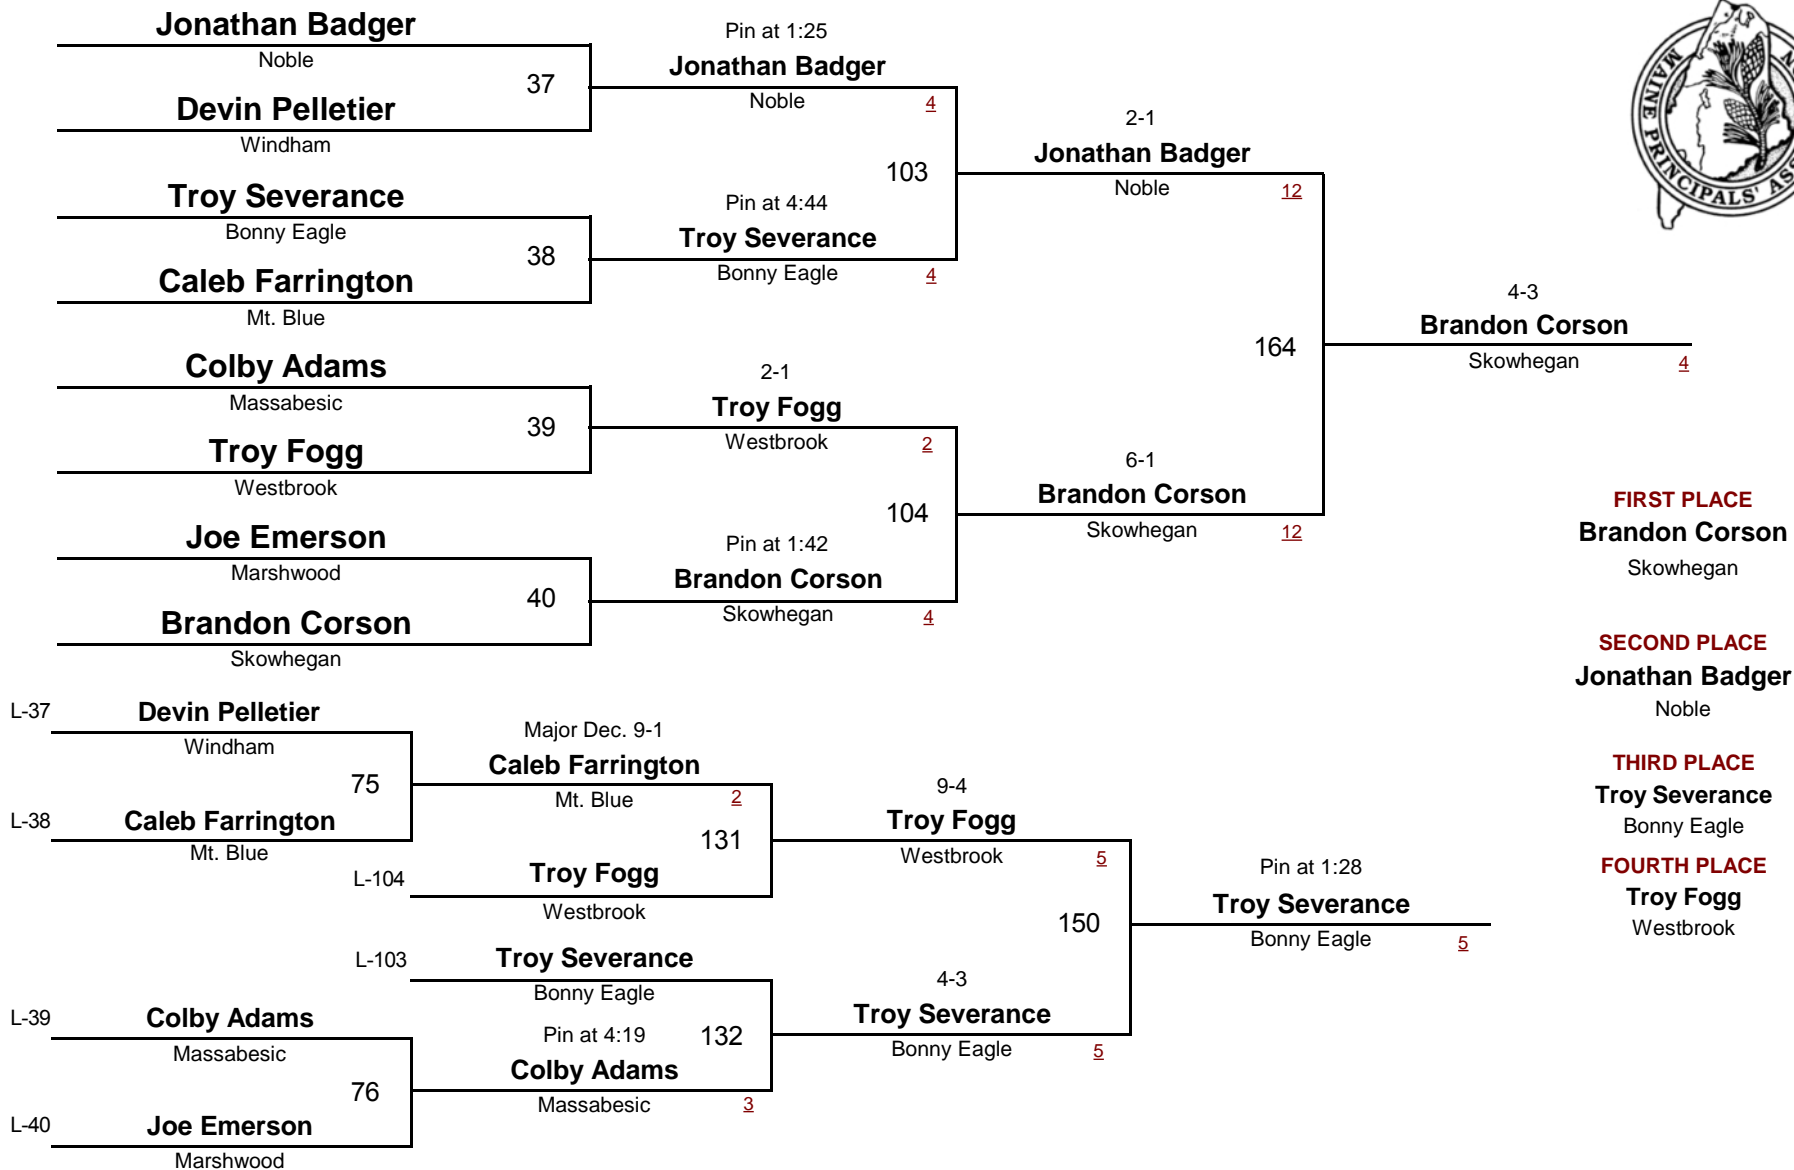 Jonathan Badger
Noble
37
Devin Pelletier
Windham
Troy Severance
Bonny Eagle
38
Caleb Farrington
Mt. Blue
Colby Adams
Massabesic
39
Troy Fogg
Westbrook
Joe Emerson
Marshwood
40
Brandon Corson
Skowhegan
Pin at 1:25
Jonathan Badger
Noble 4
103
Pin at 4:44
Troy Severance
Bonny Eagle 4
2-1
Troy Fogg
Westbrook 2
104
Pin at 1:42
Brandon Corson
Skowhegan 4
2-1
Jonathan Badger
Noble 12
164
6-1
Brandon Corson
Skowhegan 12
4-3
Brandon Corson
Skowhegan 4
MAINE PRINCIPALS' ASS
FIRST PLACE
Brandon Corson
Skowhegan
SECOND PLACE
Jonathan Badger
Noble
THIRD PLACE
Troy Severance
Bonny Eagle
FOURTH PLACE
Troy Fogg
Westbrook
L-37 Devin Pelletier
Windham
75
L-38 Caleb Farrington
Mt. Blue
Major Dec. 9-1
Caleb Farrington
Mt. Blue 2
131
L-104 Troy Fogg
Westbrook
L-103 Troy Severance
Bonny Eagle
132
L-39 Colby Adams
Massabesic
76
L-40 Joe Emerson
Marshwood
Pin at 4:19
Colby Adams
Massabesic 3
9-4
Troy Fogg
Westbrook 5
150
4-3
Troy Severance
Bonny Eagle 5
Pin at 1:28
Troy Severance
Bonny Eagle 5